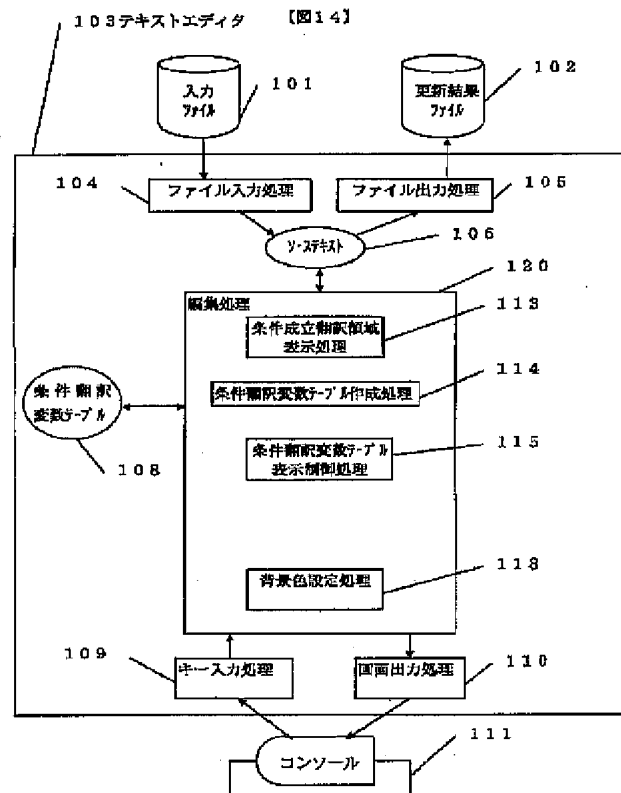 103テキストエディタ 【図14】
入力
ファイル
101
更新結果
ファイル
102
104
ファイル入力処理
ファイル出力処理
105
ソーステキスト
106
120
編集処理
113
条件成立翻訳領域
表示処理
114
条件翻訳変数テーブル作成処理
条件翻訳
変数テーブル
108
115
条件翻訳変数テーブル
表示制御処理
背景色設定処理
118
109
キー入力処理
画面出力処理
110
111
コンソール